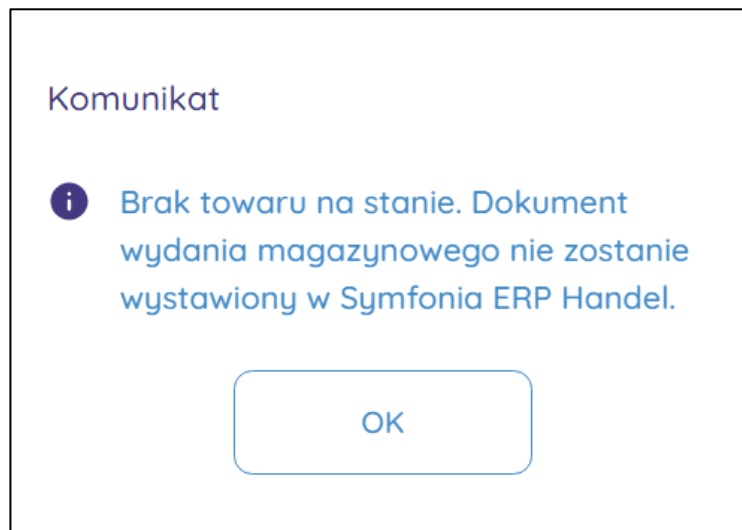 Komunikat
Brak towaru na stanie. Dokument
wydania magazynowego nie zostanie
wystawiony w Symfonia ERP Handel.
OK